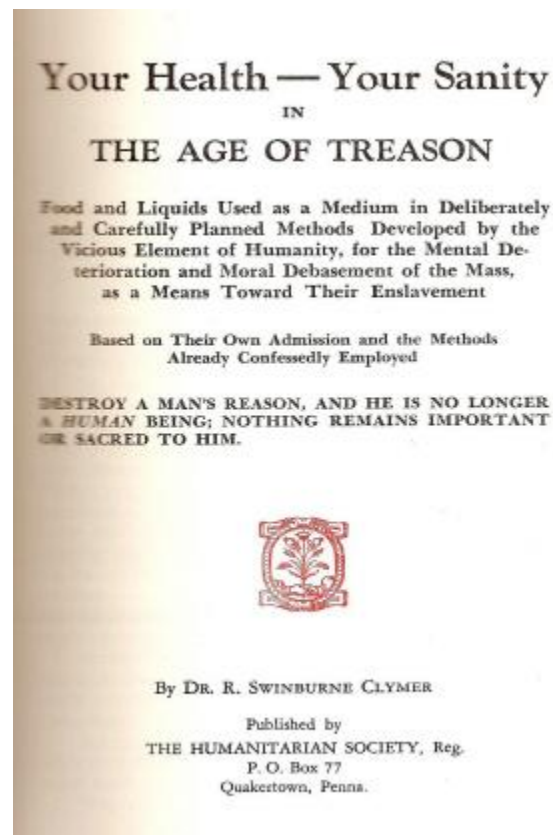 Your Health — Your Sanity
IN
THE AGE OF TREASON
Food and Liquids Used as a Medium in Deliberately
and Carefully Planned Methods Developed by the
Vicious Element of Humanity, for the Mental De-
terioration and Moral Debasement of the Mass,
as a Means Toward Their Enslavement
Based on Their Own Admission and the Methods
Already Confessedly Employed
DESTROY A MAN'S REASON, AND HE IS NO LONGER
A HUMAN BEING; NOTHING REMAINS IMPORTANT
OR SACRED TO HIM.
By DR. R. SWINBURNE CLYMER
Published by
THE HUMANITARIAN SOCIETY, Reg.
P. O. Box 77
Quakertown, Penna.